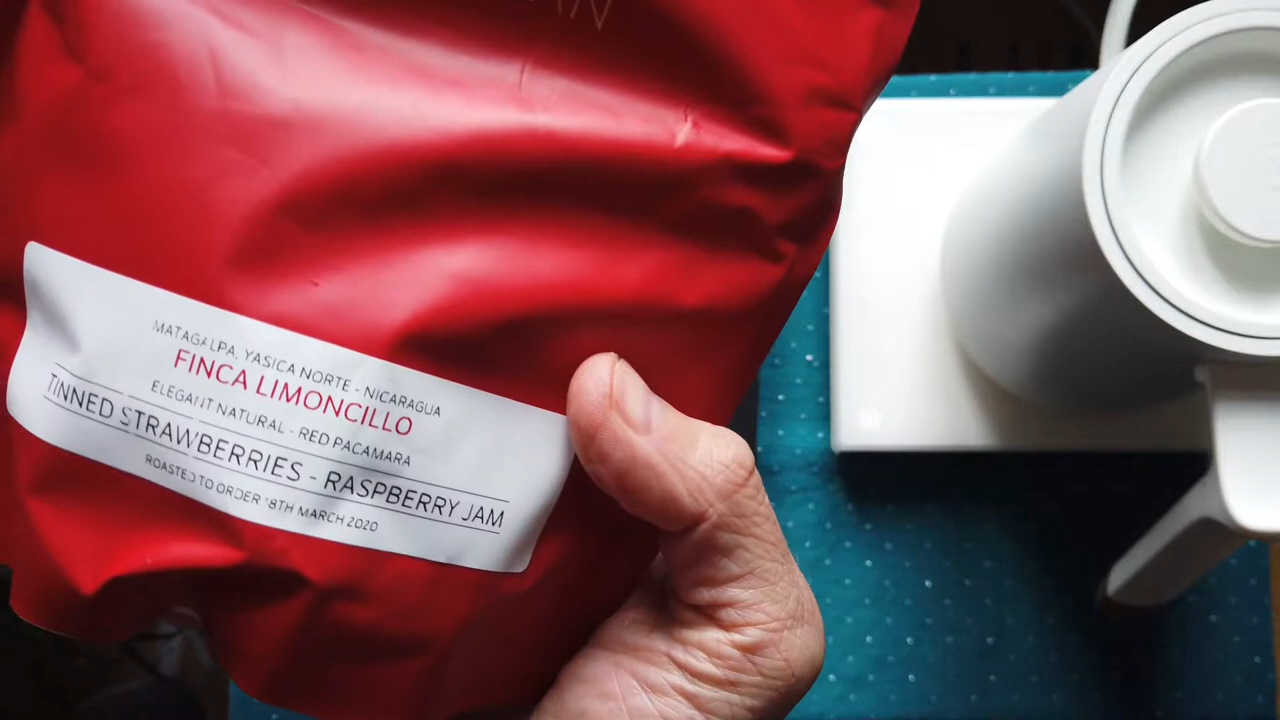 MATAGALPA, YASICA NORTE - NICARAGUA
FINCA LIMONCILLO
ELEGANT NATURAL - RED PACAMARA
TINNED STRAWBERRIES - RASPBERRY JAM
ROASTED TO ORDER 18TH MARCH 2020